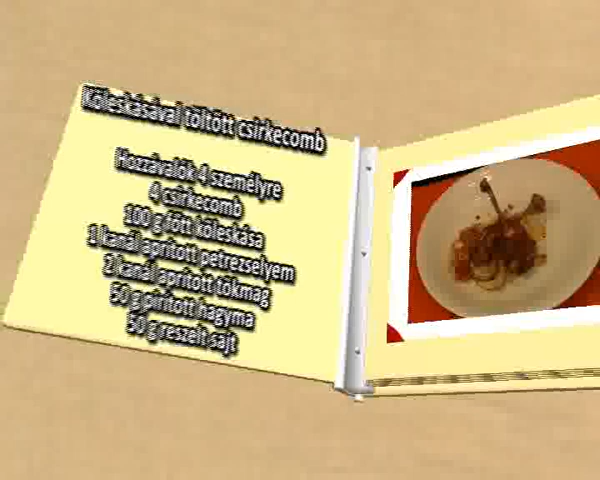 Köleskásával töltött csirkecomb
Hozzávalók 4 személyre
4 csirkecomb
100 g főtt köleskása
1 kanál aprított petrezselyem
2 kanál aprított tökmag
50 g pirított hagyma
50 g reszelt sajt